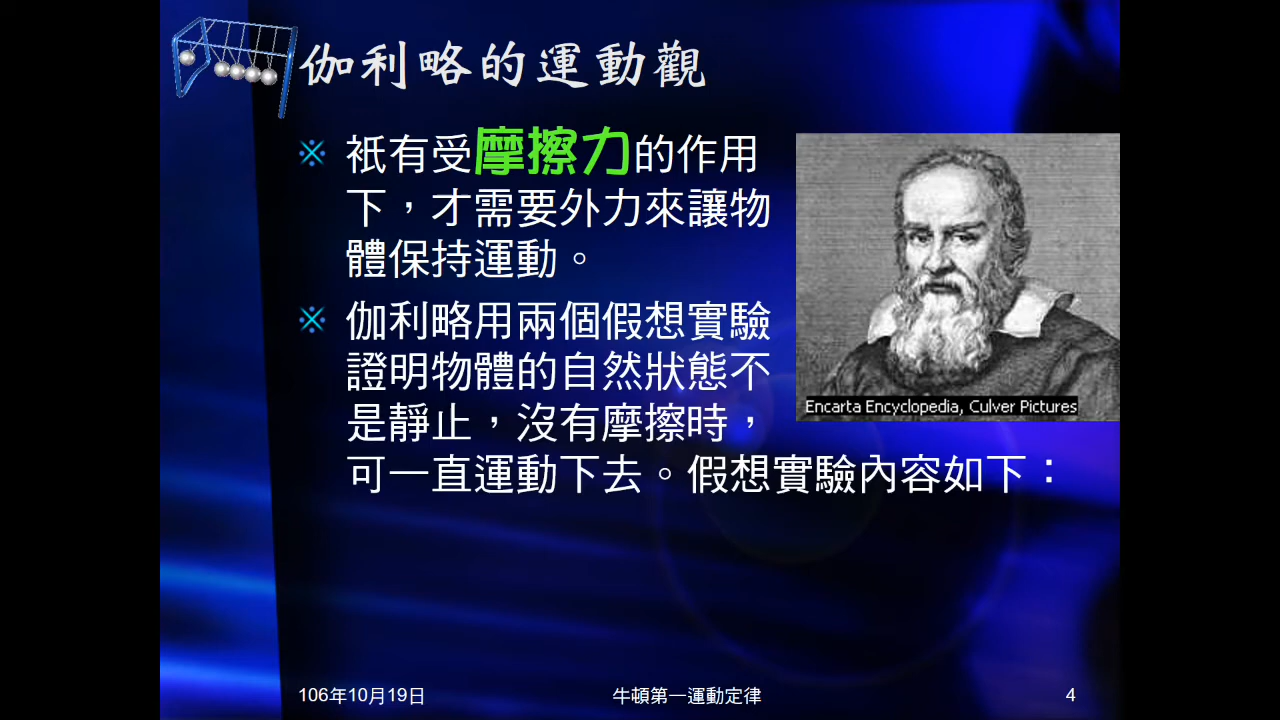 伽利略的運動觀
※ 衹有受摩擦力的作用
下，才需要外力來讓物
體保持運動。
※ 伽利略用兩個假想實驗
證明物體的自然狀態不
是靜止，沒有摩擦時，
可一直運動下去。假想實驗內容如下：
Encarta Encyclopedia, Culver Pictures
106年10月19日
牛頓第一運動定律
4